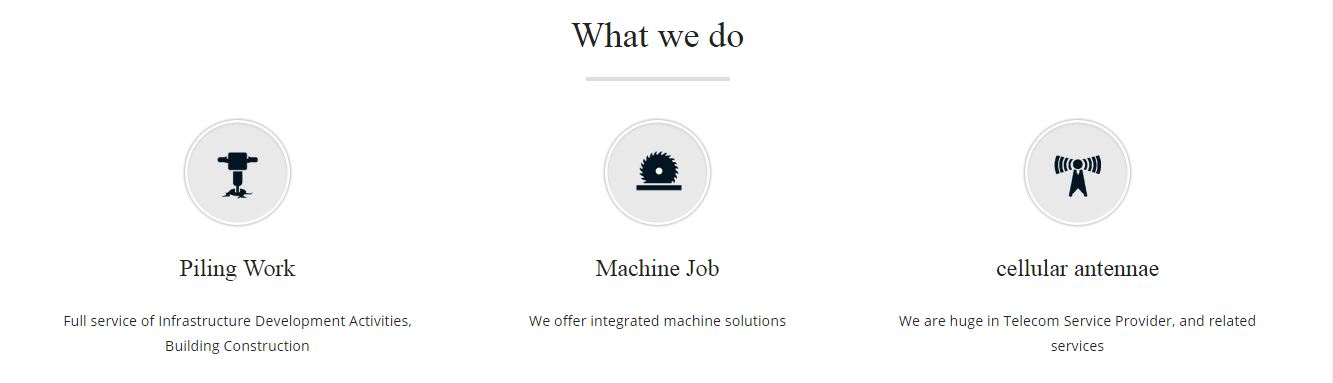 What we do
Piling Work
Full service of Infrastructure Development Activities,
Building Construction
Machine Job
We offer integrated machine solutions
cellular antennae
We are huge in Telecom Service Provider, and related
services